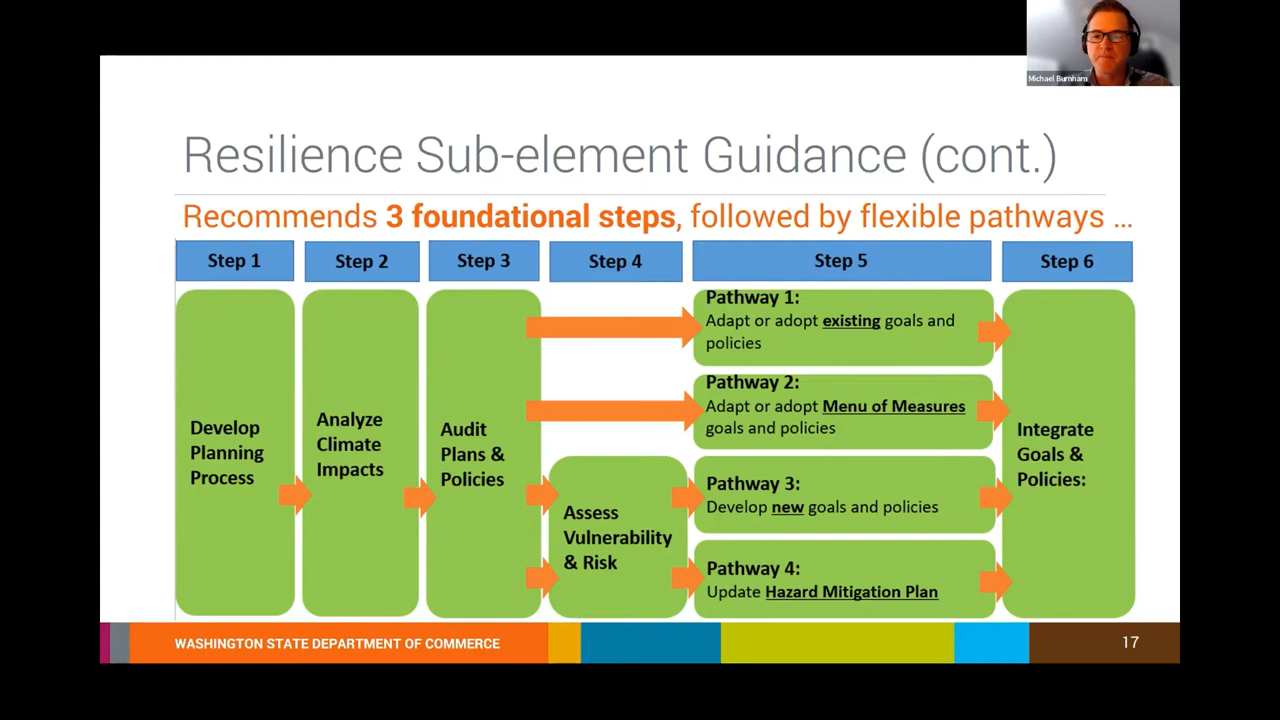 Michael Burnham
Resilience Sub-element Guidance (cont.)
Recommends 3 foundational steps, followed by flexible pathways ...
Step 1
Step 2
Step 3
Step 4
Step 5
Step 6
Develop
Planning
Process
Analyze
Climate
Impacts
Audit
Plans &
Policies
Assess
Vulnerability
& Risk
Pathway 1:
Adapt or adopt existing goals and
policies
Pathway 2:
Adapt or adopt Menu of Measures
goals and policies
Pathway 3:
Develop new goals and policies
Pathway 4:
Update Hazard Mitigation Plan
Integrate
Goals &
Policies:
WASHINGTON STATE DEPARTMENT OF COMMERCE
17